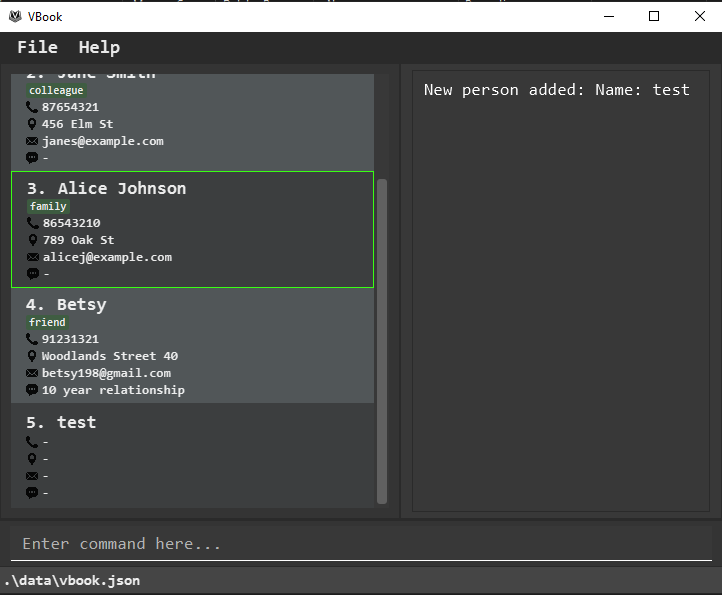 VBook
File Help
2. Jane Smith
colleague
87654321
456 Elm St
janes@example.com
-
3. Alice Johnson
family
86543210
789 Oak St
alicej@example.com
-
4. Betsy
friend
91231321
Woodlands Street 40
betsy198@gmail.com
10 year relationship
5. test
-
-
-
-
New person added: Name: test
Enter command here...
.\data\vbook.json